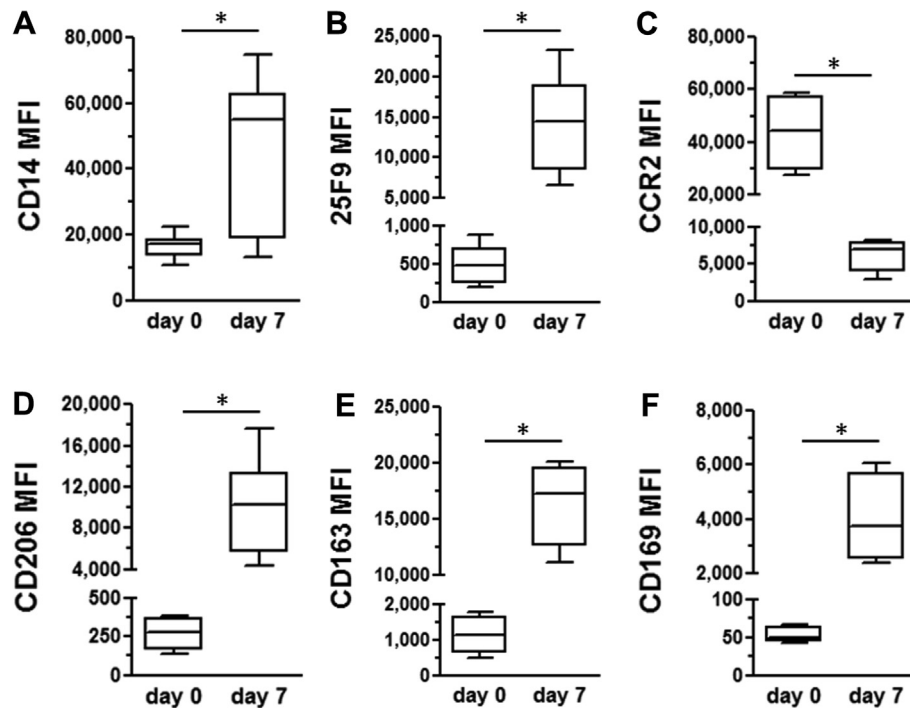 A
CD14 MFI
80,000
60,000
40,000
20,000
0
*
day 0 day 7
B
25F9 MFI
25,000
20,000
15,000
10,000
5,000
1,000
500
0
*
day 0 day 7
C
CCR2 MFI
80,000
60,000
40,000
20,000
10,000
5,000
0
*
day 0 day 7
D
CD206 MFI
20,000
16,000
12,000
8,000
4,000
500
250
0
*
day 0 day 7
E
CD163 MFI
25,000
20,000
15,000
10,000
2,000
1,000
0
*
day 0 day 7
F
CD169 MFI
8,000
6,000
4,000
2,000
100
50
0
*
day 0 day 7